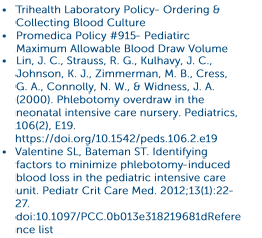 • Trihealth Laboratory Policy- Ordering &
Collecting Blood Culture
• Promedica Policy #915- Pediatirc
Maximum Allowable Blood Draw Volume
• Lin, J. C., Strauss, R. G., Kulhavy, J. C.,
Johnson, K. J., Zimmerman, M. B., Cress,
G. A., Connolly, N. W., & Widness, J. A.
(2000). Phlebotomy overdraw in the
neonatal intensive care nursery. Pediatrics,
106(2), E19.
https://doi.org/10.1542/peds.106.2.e19
• Valentine SL, Bateman ST. Identifying
factors to minimize phlebotomy-induced
blood loss in the pediatric intensive care
unit. Pediatr Crit Care Med. 2012;13(1):22-
27.
doi:10.1097/PCC.0b013e318219681dRefere
nce list